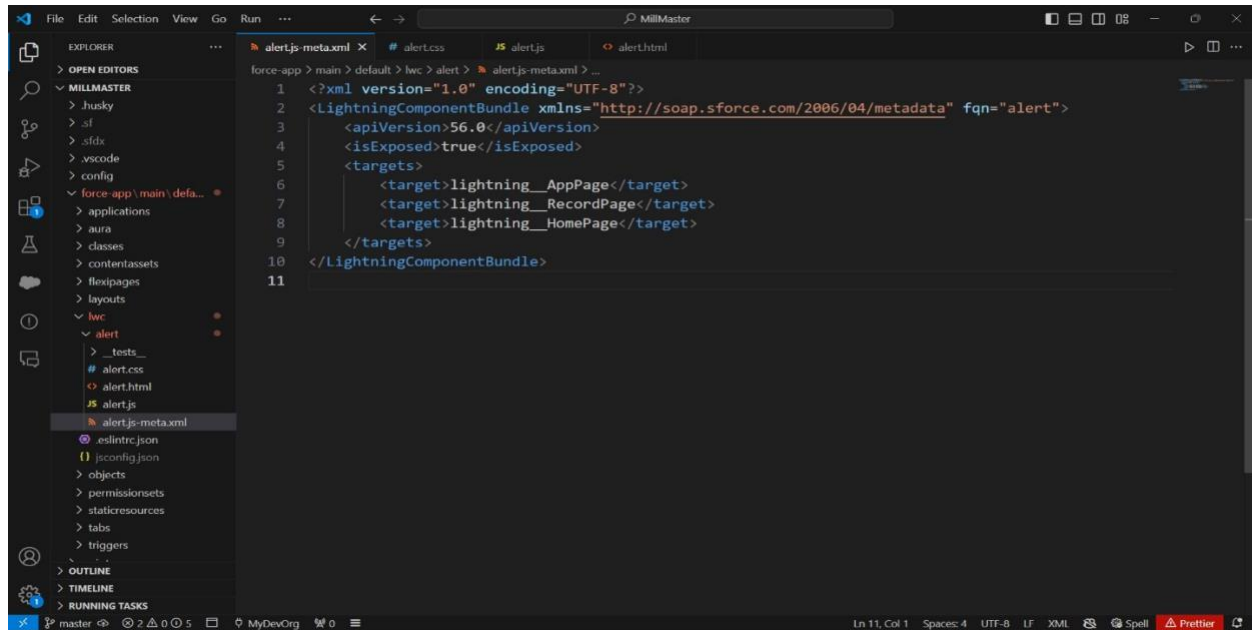 File Edit Selection View Go Run ... MillMaster
EXPLORER ...
alert.js-meta.xml # alert.css JS alert.js <> alert.html
> OPEN EDITORS
force-app > main > default > lwc > alert > alert.js-meta.xml > ...
MILLMASTER
> .husky
> .sf
> .sfdx
> .vscode
> config
force-app\main\defa...
> applications
> aura
> classes
> contentassets
> flexipages
> layouts
lwc
alert
> __tests__
# alert.css
<> alert.html
JS alert.js
alert.js-meta.xml
.eslintrc.json
{} jsconfig.json
> objects
> permissionsets
> staticresources
> tabs
> triggers
> OUTLINE
> TIMELINE
> RUNNING TASKS
1 <?xml version="1.0" encoding="UTF-8"?>
2 <LightningComponentBundle xmlns="http://soap.sforce.com/2006/04/metadata" fqn="alert">
3 <apiVersion>56.0</apiVersion>
4 <isExposed>true</isExposed>
5 <targets>
6 <target>lightning__AppPage</target>
7 <target>lightning__RecordPage</target>
8 <target>lightning__HomePage</target>
9 </targets>
10 </LightningComponentBundle>
11
master 2 0 5 MyDevOrg 0 Ln 11, Col 1 Spaces: 4 UTF-8 LF XML Spell Prettier